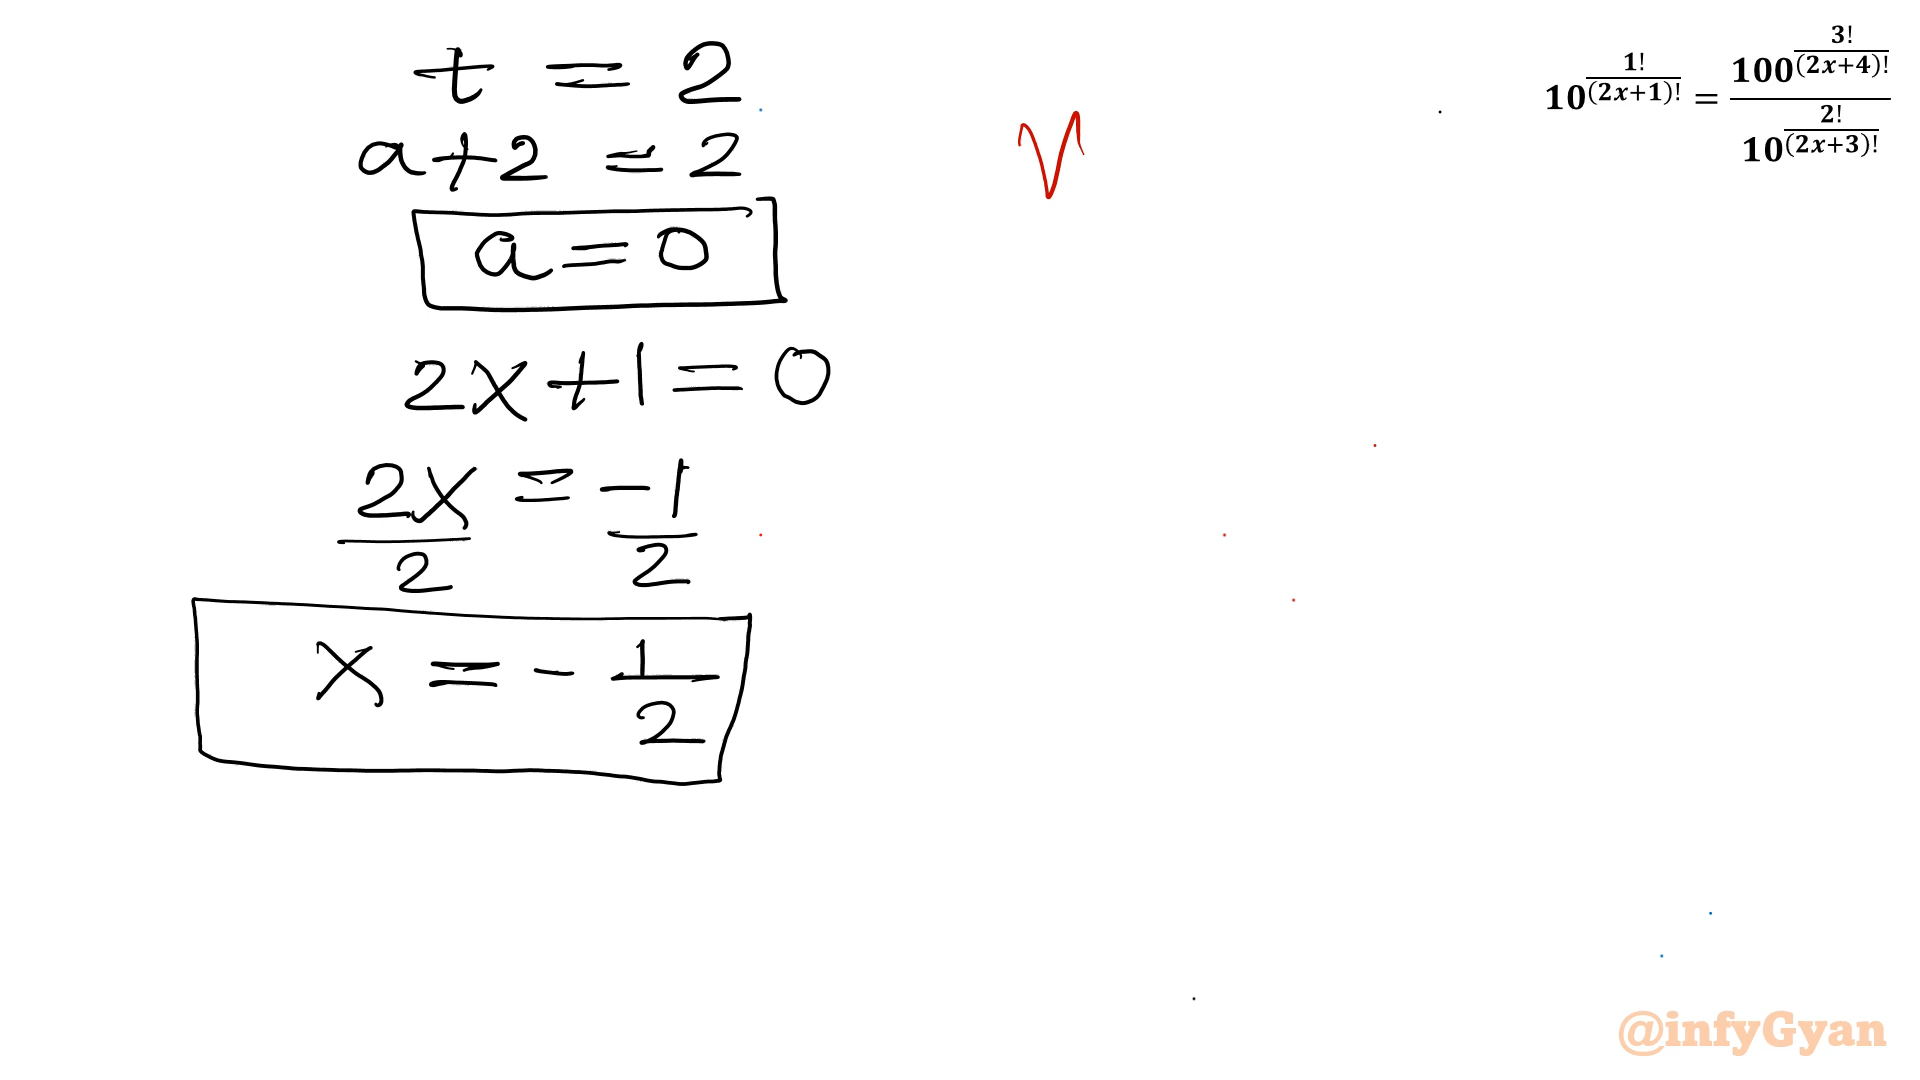 t = 2
a+2 = 2
a = 0
2x+1 = 0
2x/2 = -1/2
x = - 1/2
V
10^(1!/(2x+1)!) = 100^(3!/(2x+4)!) / 10^(2!/(2x+3)!)
@infyGyan